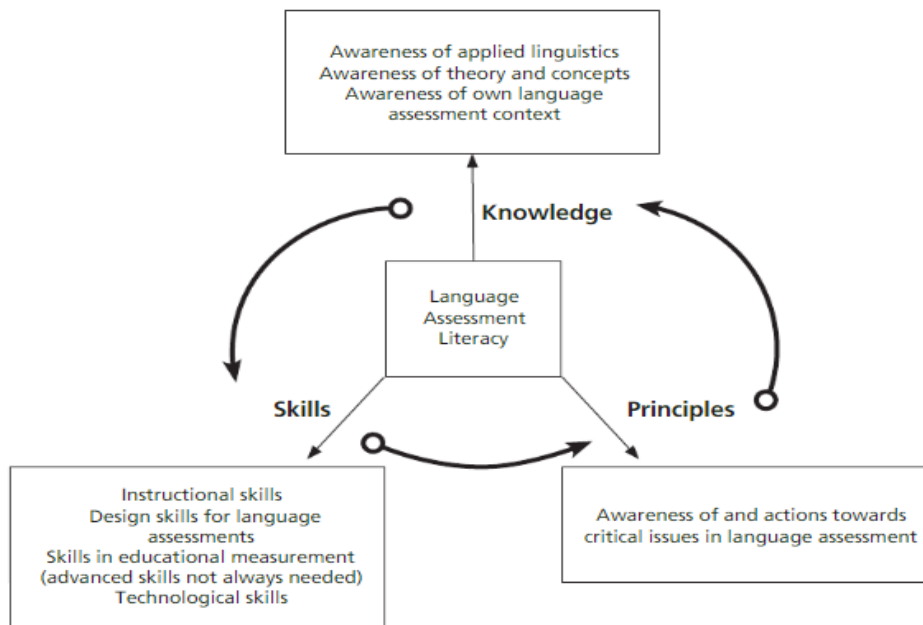 Awareness of applied linguistics
Awareness of theory and concepts
Awareness of own language
assessment context
Knowledge
Language
Assessment
Literacy
Skills
Principles
Instructional skills
Design skills for language
assessments
Skills in educational measurement
(advanced skills not always needed)
Technological skills
Awareness of and actions towards
critical issues in language assessment